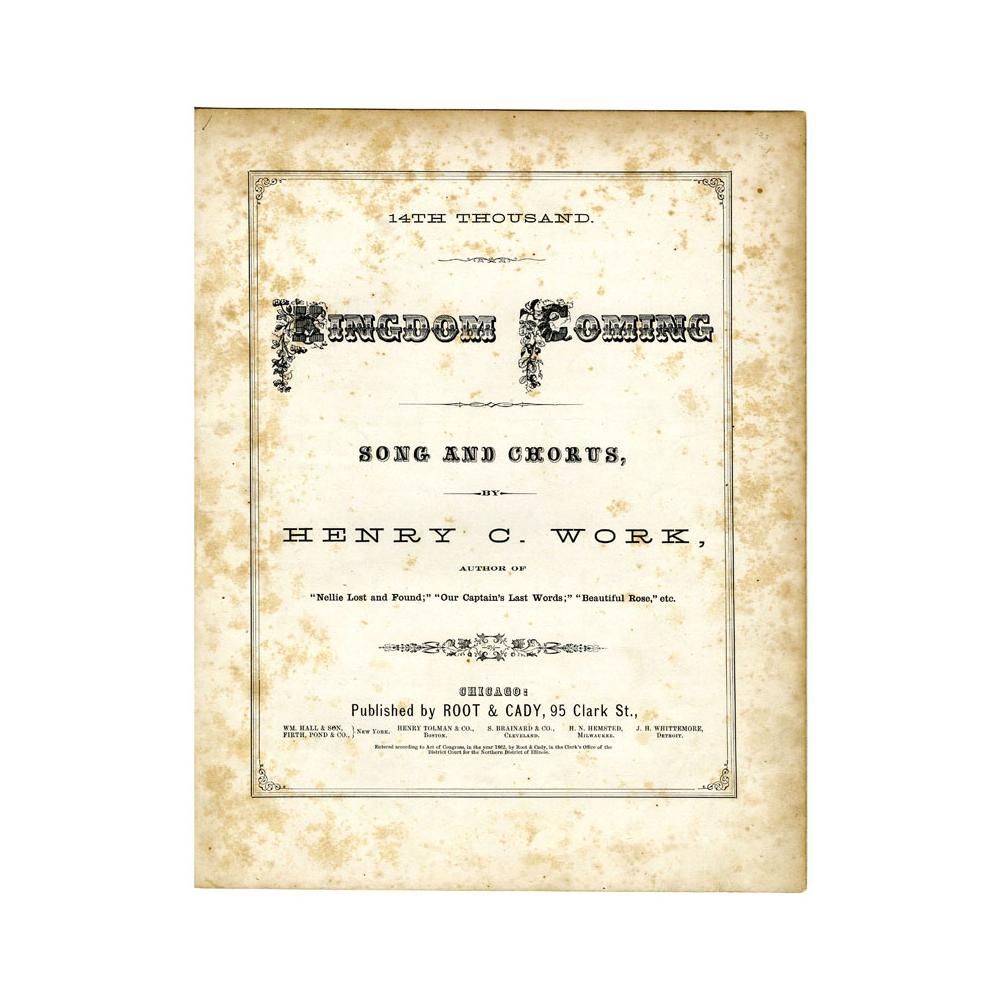 14TH THOUSAND.
KINGDOM COMING
SONG AND CHORUS,
BY
HENRY C. WORK,
AUTHOR OF
"Nellie Lost and Found;" "Our Captain's Last Words;" "Beautiful Rose," etc.
CHICAGO:
Published by ROOT & CADY, 95 Clark St.,
WM. HALL & SON, FIRTH, POND & CO., } NEW YORK. HENRY TOLMAN & CO., BOSTON. S. BRAINARD & CO., CLEVELAND. H. N. HEMSTED, MILWAUKEE. J. H. WHITTEMORE, DETROIT.
Entered according to Act of Congress, in the year 1862, by Root & Cady, in the Clerk's Office of the
District Court for the Northern District of Illinois.